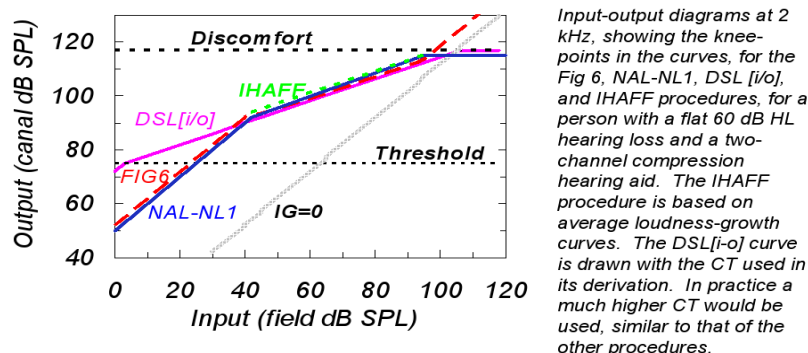 120
100
80
60
40
Output (canal dB SPL)
Discomfort
IHAFF
DSL[i/o]
Threshold
FIG6
NAL-NL1
IG=0
0 20 40 60 80 100 120
Input (field dB SPL)
Input-output diagrams at 2
kHz, showing the knee-
points in the curves, for the
Fig 6, NAL-NL1, DSL [i/o],
and IHAFF procedures, for a
person with a flat 60 dB HL
hearing loss and a two-
channel compression
hearing aid. The IHAFF
procedure is based on
average loudness-growth
curves. The DSL[i-o] curve
is drawn with the CT used in
its derivation. In practice a
much higher CT would be
used, similar to that of the
other procedures.